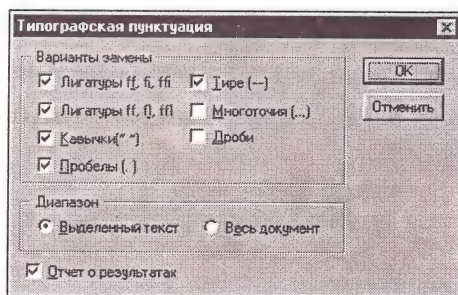 Типографская пунктуация
Варианты замены
Лигатуры ff, fi, ffi
Тире (--)
OK
Лигатуры ff, fl, ffl
Многоточия (...)
Отменить
Кавычки(" ")
Дроби
Пробелы (. )
Диапазон
Выделенный текст
Весь документ
Отчет о результатах